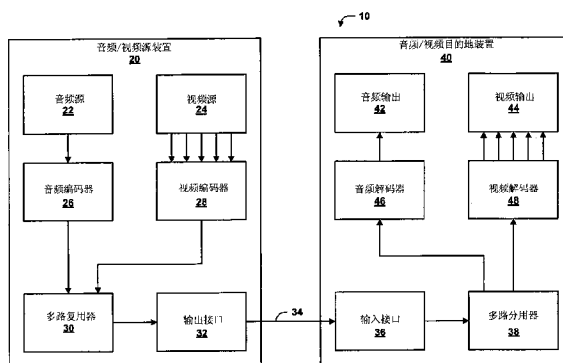 10
音频/视频源装置
20
音频源
22
视频源
24
音频编码器
26
视频编码器
28
多路复用器
30
输出接口
32
34
音频/视频目的地装置
40
音频输出
42
视频输出
44
音频解码器
46
视频解码器
48
输入接口
36
多路分用器
38